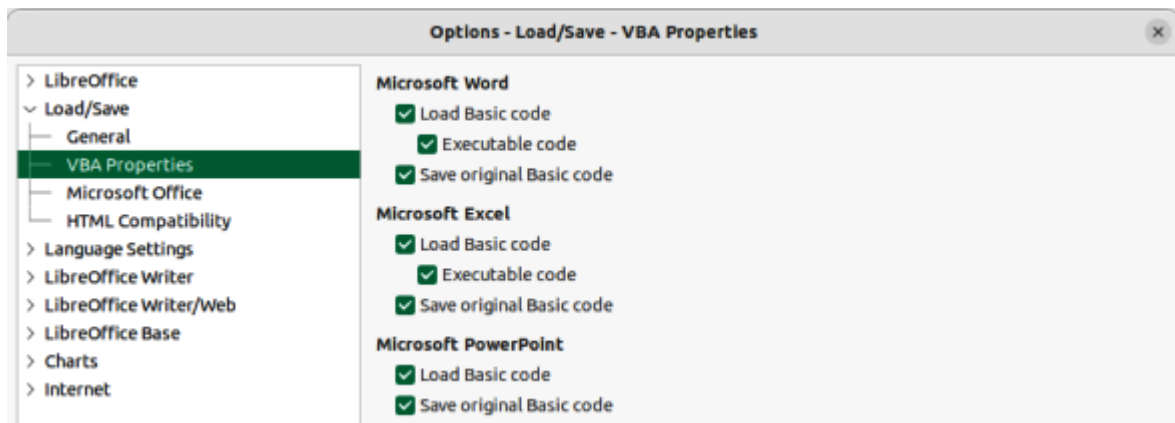 Options - Load/Save - VBA Properties
LibreOffice
Load/Save
General
VBA Properties
Microsoft Office
HTML Compatibility
Language Settings
LibreOffice Writer
LibreOffice Writer/Web
LibreOffice Base
Charts
Internet
Microsoft Word
Load Basic code
Executable code
Save original Basic code
Microsoft Excel
Load Basic code
Executable code
Save original Basic code
Microsoft PowerPoint
Load Basic code
Save original Basic code